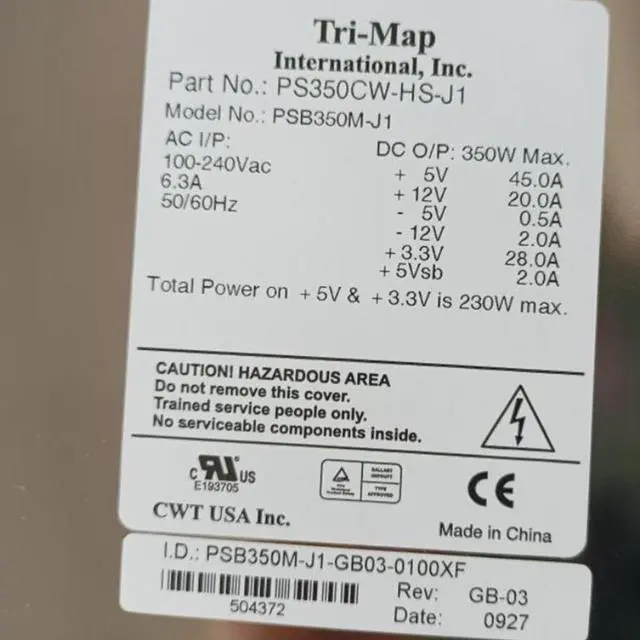 Tri-Map
International, Inc.
Part No.: PS350CW-HS-J1
Model No.: PSB350M-J1
AC I/P:
100-240Vac
6.3A
50/60Hz
DC O/P: 350W Max.
+ 5V 45.0A
+ 12V 20.0A
- 5V 0.5A
- 12V 2.0A
+ 3.3V 28.0A
+ 5Vsb 2.0A
Total Power on + 5V & + 3.3V is 230W max.
CAUTION! HAZARDOUS AREA
Do not remove this cover.
Trained service people only.
No serviceable components inside.
C US
E193705
TYPE
APPROVED
CE
CWT USA Inc.
Made in China
I.D.: PSB350M-J1-GB03-0100XF
504372
Rev: GB-03
Date: 0927